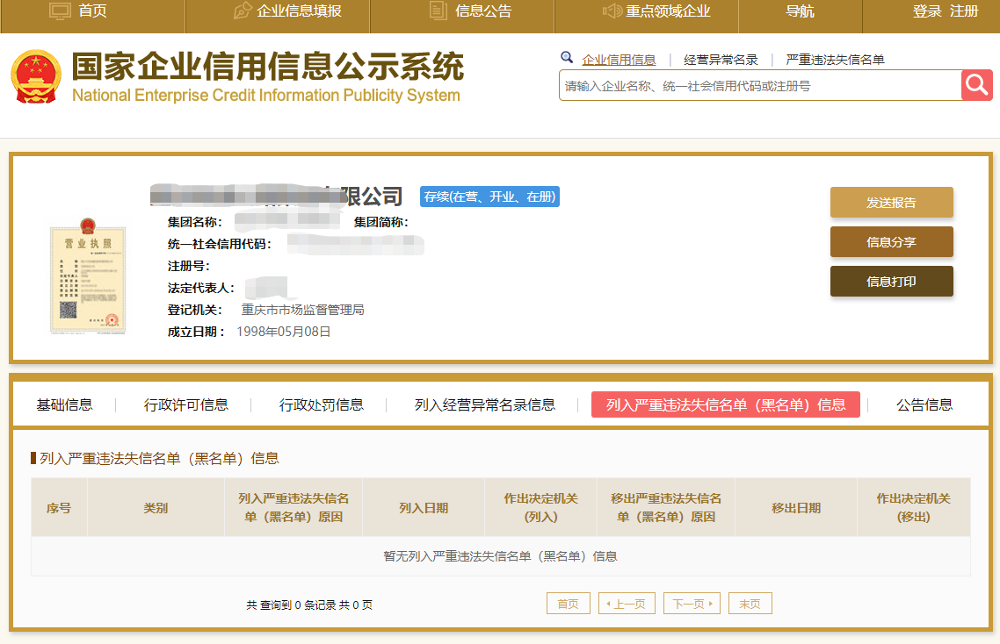 首页 企业信息填报 信息公告 重点领域企业 导航 登录 注册
国家企业信用信息公示系统
National Enterprise Credit Information Publicity System
企业信用信息 | 经营异常名录 | 严重违法失信名单
请输入企业名称、统一社会信用代码或注册号
限公司 存续(在营、开业、在册)
集团名称： 集团简称：
统一社会信用代码：
注册号：
法定代表人：
登记机关： 重庆市市场监督管理局
成立日期： 1998年05月08日
营业执照
发送报告
信息分享
信息打印
基础信息 行政许可信息 行政处罚信息 列入经营异常名录信息 列入严重违法失信名单（黑名单）信息 公告信息
列入严重违法失信名单（黑名单）信息
序号 类别 列入严重违法失信名单（黑名单）原因 列入日期 作出决定机关(列入) 移出严重违法失信名单（黑名单）原因 移出日期 作出决定机关(移出)
暂无列入严重违法失信名单（黑名单）信息
共 查询到 0 条记录 共 0 页 首页 上一页 下一页 末页